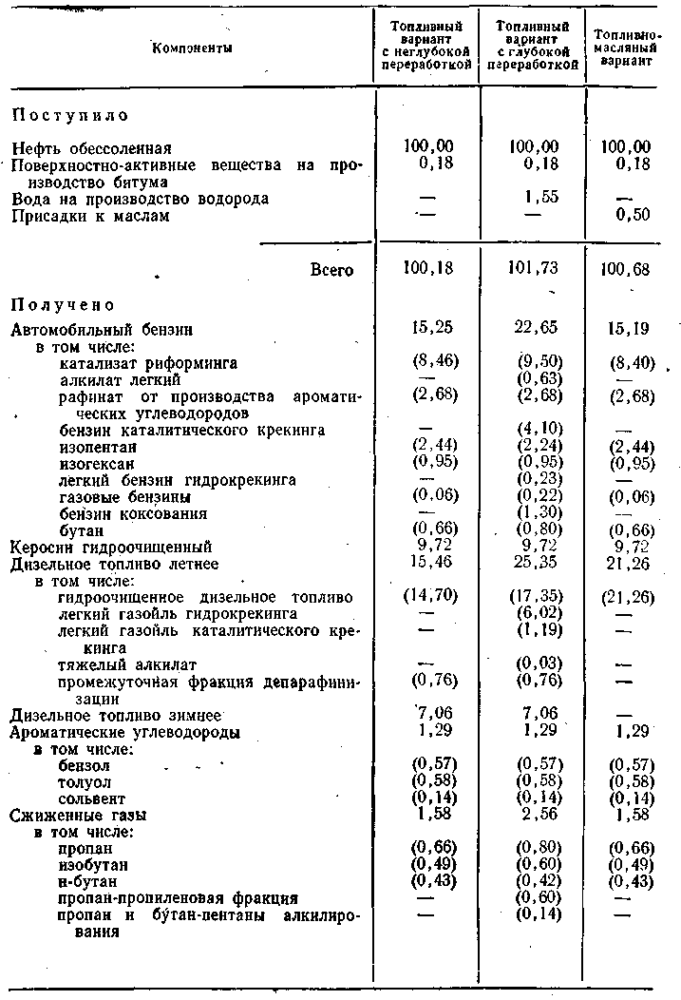 Компоненты | Топливный вариант с неглубокой переработкой | Топливный вариант с глубокой переработкой | Топливно-масляный вариант
Поступило
Нефть обессоленная 100,00 100,00 100,00
Поверхностно-активные вещества на про- 0,18 0,18 0,18
изводство битума
Вода на производство водорода — 1,55 —
Присадки к маслам — — 0,50
Всего 100,18 101,73 100,68
Получено
Автомобильный бензин 15,25 22,65 15,19
в том числе:
катализат риформинга (8,46) (9,50) (8,40)
алкилат легкий — (0,63) —
рафинат от производства аромати- (2,68) (2,68) (2,68)
ческих углеводородов
бензин каталитического крекинга — (4,10) —
изопентан (2,44) (2,24) (2,44)
изогексан (0,95) (0,95) (0,95)
легкий бензин гидрокрекинга — (0,23) —
газовые бензины (0,06) (0,22) (0,06)
бензин коксования — (1,30) —
бутан (0,66) (0,80) (0,66)
Керосин гидроочищенный 9,72 9,72 9,72
Дизельное топливо летнее 15,46 25,35 21,26
в том числе:
гидроочищенное дизельное топливо (14,70) (17,35) (21,26)
легкий газойль гидрокрекинга — (6,02) —
легкий газойль каталитического кре- — (1,19) —
кинга
тяжелый алкилат — (0,03) —
промежуточная фракция депарафини- (0,76) (0,76) —
зации
Дизельное топливо зимнее 7,06 7,06 —
Ароматические углеводороды 1,29 1,29 1,29
в том числе:
бензол (0,57) (0,57) (0,57)
толуол (0,58) (0,58) (0,58)
сольвент (0,14) (0,14) (0,14)
Сжиженные газы 1,58 2,56 1,58
в том числе:
пропан (0,66) (0,80) (0,66)
изобутан (0,49) (0,60) (0,49)
н-бутан (0,43) (0,42) (0,43)
пропан-пропиленовая фракция — (0,60) —
пропан и бутан-пентаны алкилиро- — (0,14) —
вания